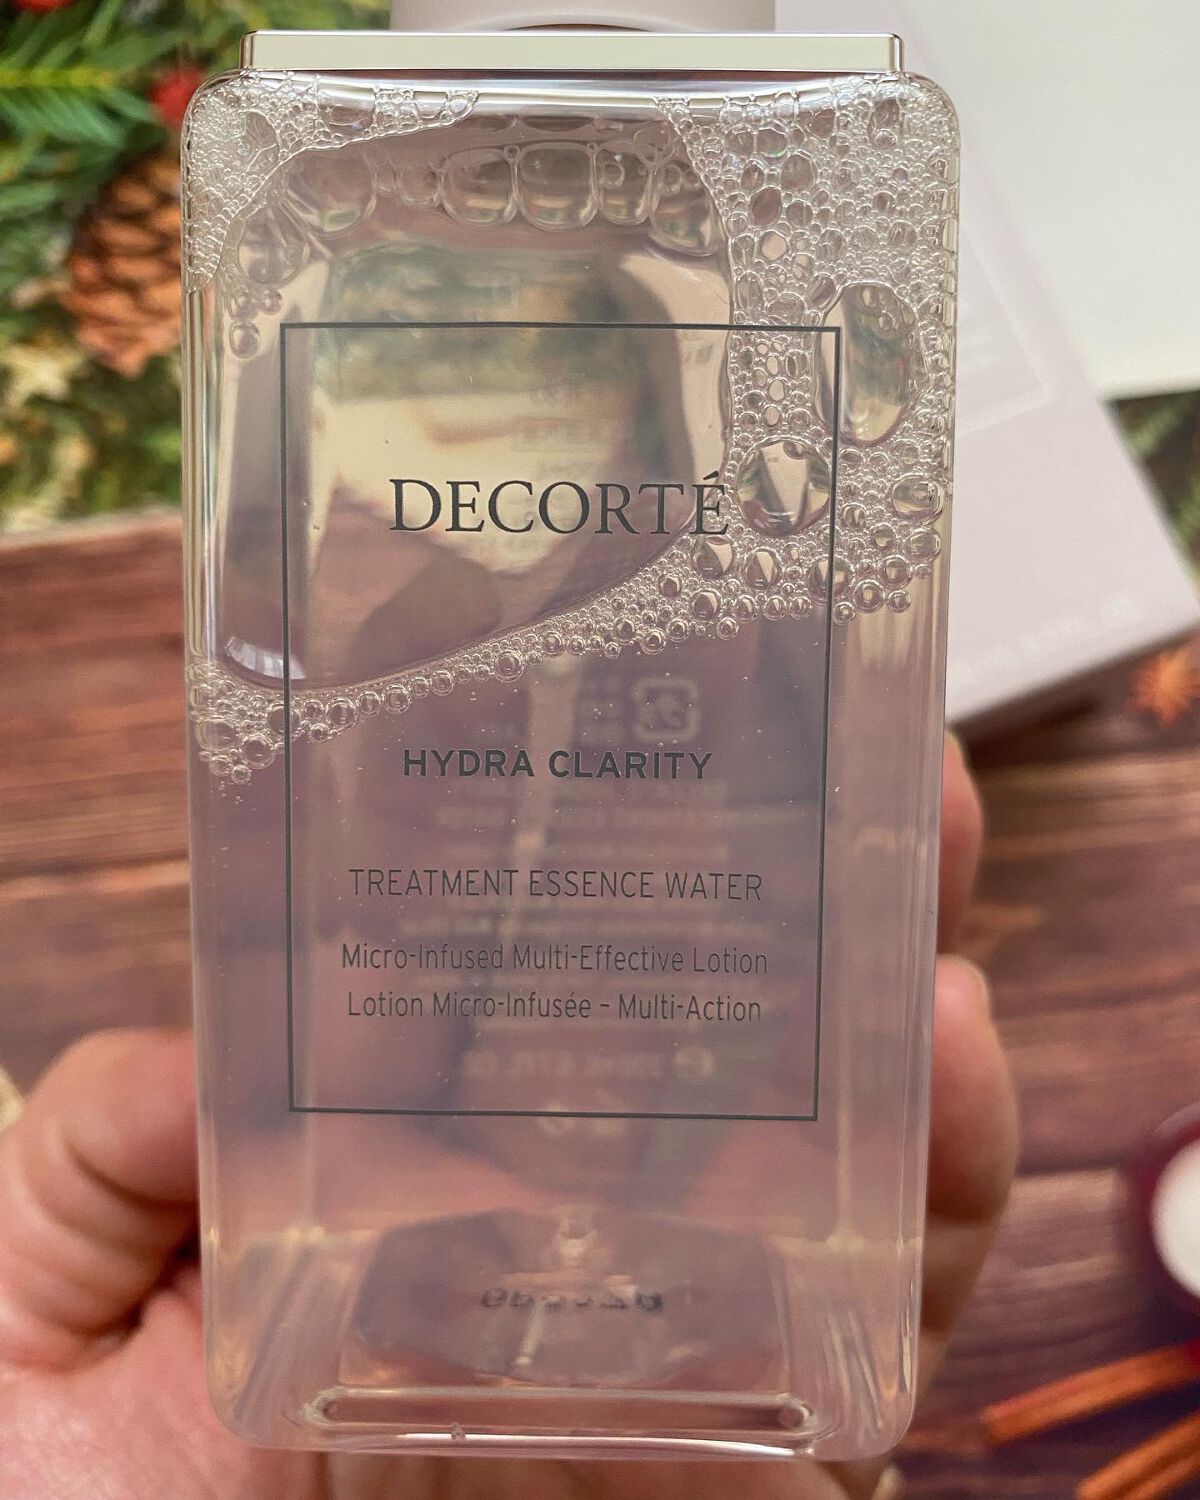 DECORTÉ
HYDRA CLARITY
TREATMENT ESSENCE WATER
Micro-Infused Multi-Effective Lotion
Lotion Micro-Infusée – Multi-Action